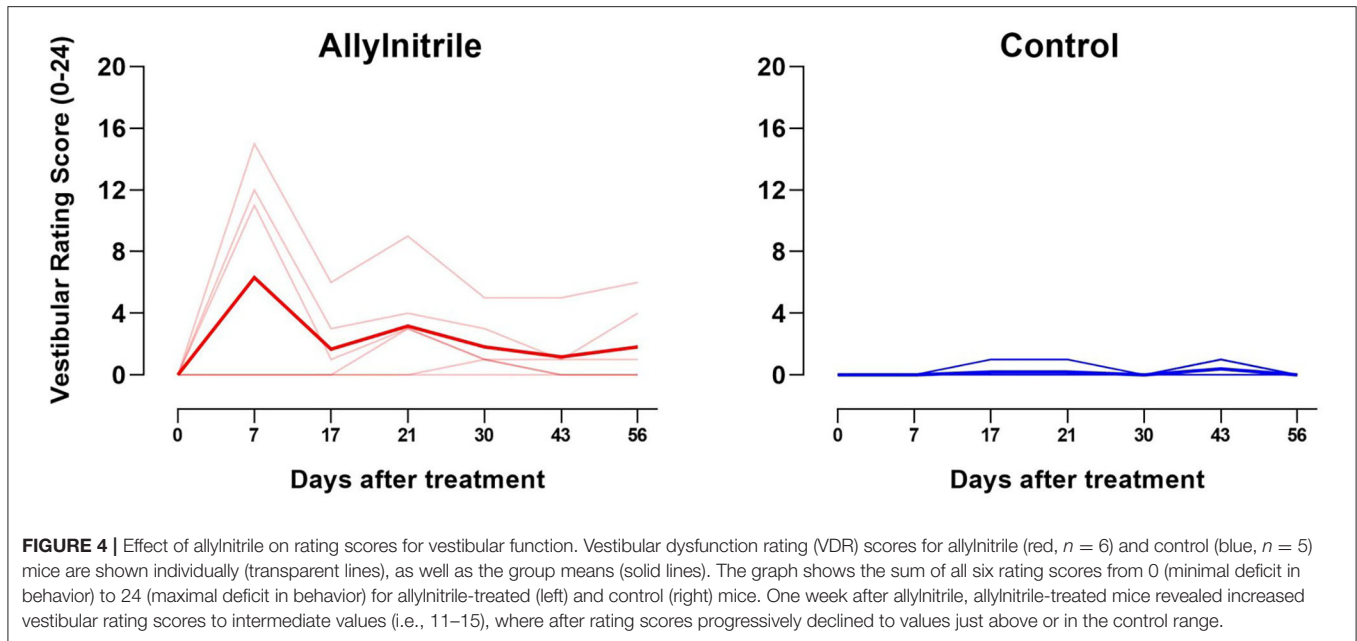 Allylnitrile
Control
Vestibular Rating Score (0-24)
20
16
12
8
4
0
0 7 17 21 30 43 56
Days after treatment
20
16
12
8
4
0
0 7 17 21 30 43 56
Days after treatment
FIGURE 4 | Effect of allylnitrile on rating scores for vestibular function. Vestibular dysfunction rating (VDR) scores for allylnitrile (red, n = 6) and control (blue, n = 5)
mice are shown individually (transparent lines), as well as the group means (solid lines). The graph shows the sum of all six rating scores from 0 (minimal deficit in
behavior) to 24 (maximal deficit in behavior) for allylnitrile-treated (left) and control (right) mice. One week after allylnitrile, allylnitrile-treated mice revealed increased
vestibular rating scores to intermediate values (i.e., 11–15), where after rating scores progressively declined to values just above or in the control range.